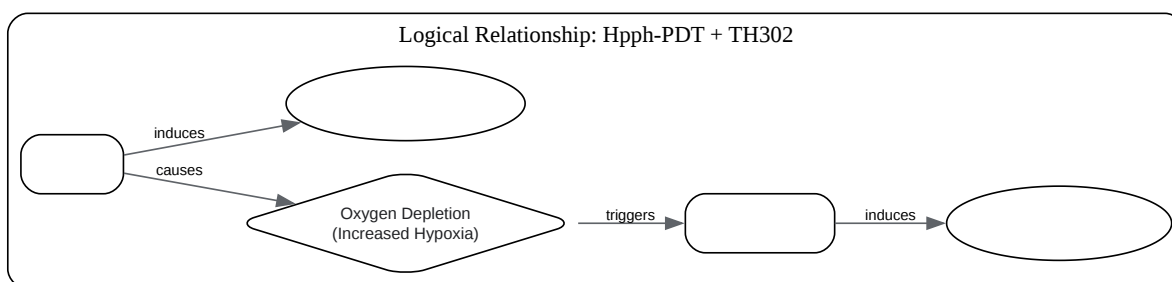 Logical Relationship: Hpph-PDT + TH302
induces
causes
Oxygen Depletion
(Increased Hypoxia)
triggers
induces